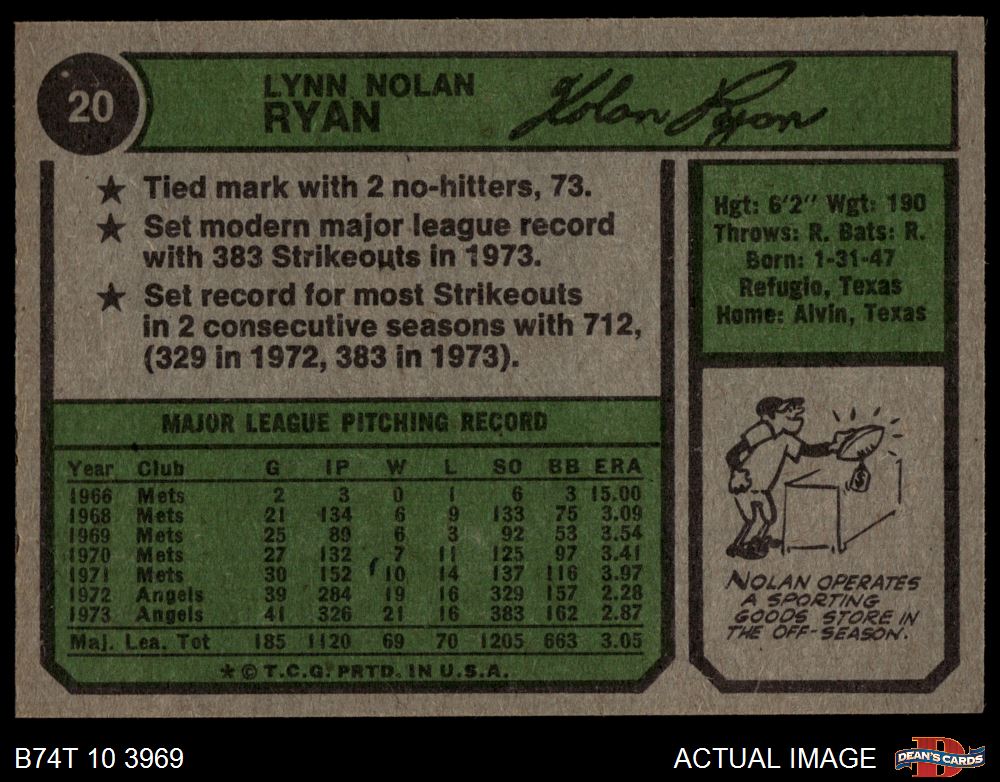 20
LYNN NOLAN
RYAN
Nolan Ryan
★ Tied mark with 2 no-hitters, 73.
★ Set modern major league record
with 383 Strikeouts in 1973.
★ Set record for most Strikeouts
in 2 consecutive seasons with 712,
(329 in 1972, 383 in 1973).
Hgt: 6'2" Wgt: 190
Throws: R. Bats: R.
Born: 1-31-47
Refugio, Texas
Home: Alvin, Texas
MAJOR LEAGUE PITCHING RECORD
Year Club G IP W L SO BB ERA
1966 Mets 2 3 0 1 6 3 15.00
1968 Mets 21 134 6 9 133 75 3.09
1969 Mets 25 89 6 3 92 53 3.54
1970 Mets 27 132 7 11 125 97 3.41
1971 Mets 30 152 10 14 137 116 3.97
1972 Angels 39 284 19 16 329 157 2.28
1973 Angels 41 326 21 16 383 162 2.87
Maj. Lea. Tot 185 1120 69 70 1205 663 3.05
* © T.C.G. PRTD. IN U.S.A.
$
NOLAN OPERATES
A SPORTING
GOODS STORE IN
THE OFF-SEASON.
B74T 10 3969
ACTUAL IMAGE
D
DEAN'S CARDS